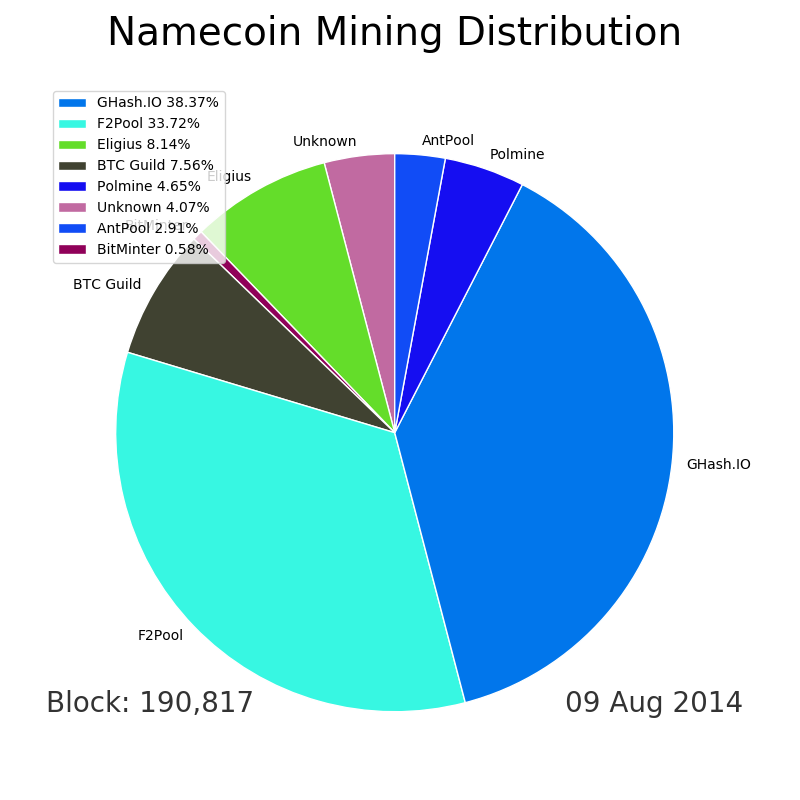 Namecoin Mining Distribution
GHash.IO 38.37%
F2Pool 33.72%
Eligius 8.14%
BTC Guild 7.56%
Polmine 4.65%
Unknown 4.07%
AntPool 2.91%
BitMinter 0.58%
Unknown
AntPool
Polmine
Eligius
BitMinter
BTC Guild
GHash.IO
F2Pool
Block: 190,817
09 Aug 2014